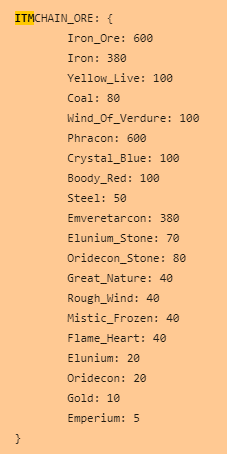 ITMCHAIN_ORE: {
Iron_Ore: 600
Iron: 380
Yellow_Live: 100
Coal: 80
Wind_Of_Verdure: 100
Phracon: 600
Crystal_Blue: 100
Boody_Red: 100
Steel: 50
Emveretarcon: 380
Elunium_Stone: 70
Oridecon_Stone: 80
Great_Nature: 40
Rough_Wind: 40
Mistic_Frozen: 40
Flame_Heart: 40
Elunium: 20
Oridecon: 20
Gold: 10
Emperium: 5
}